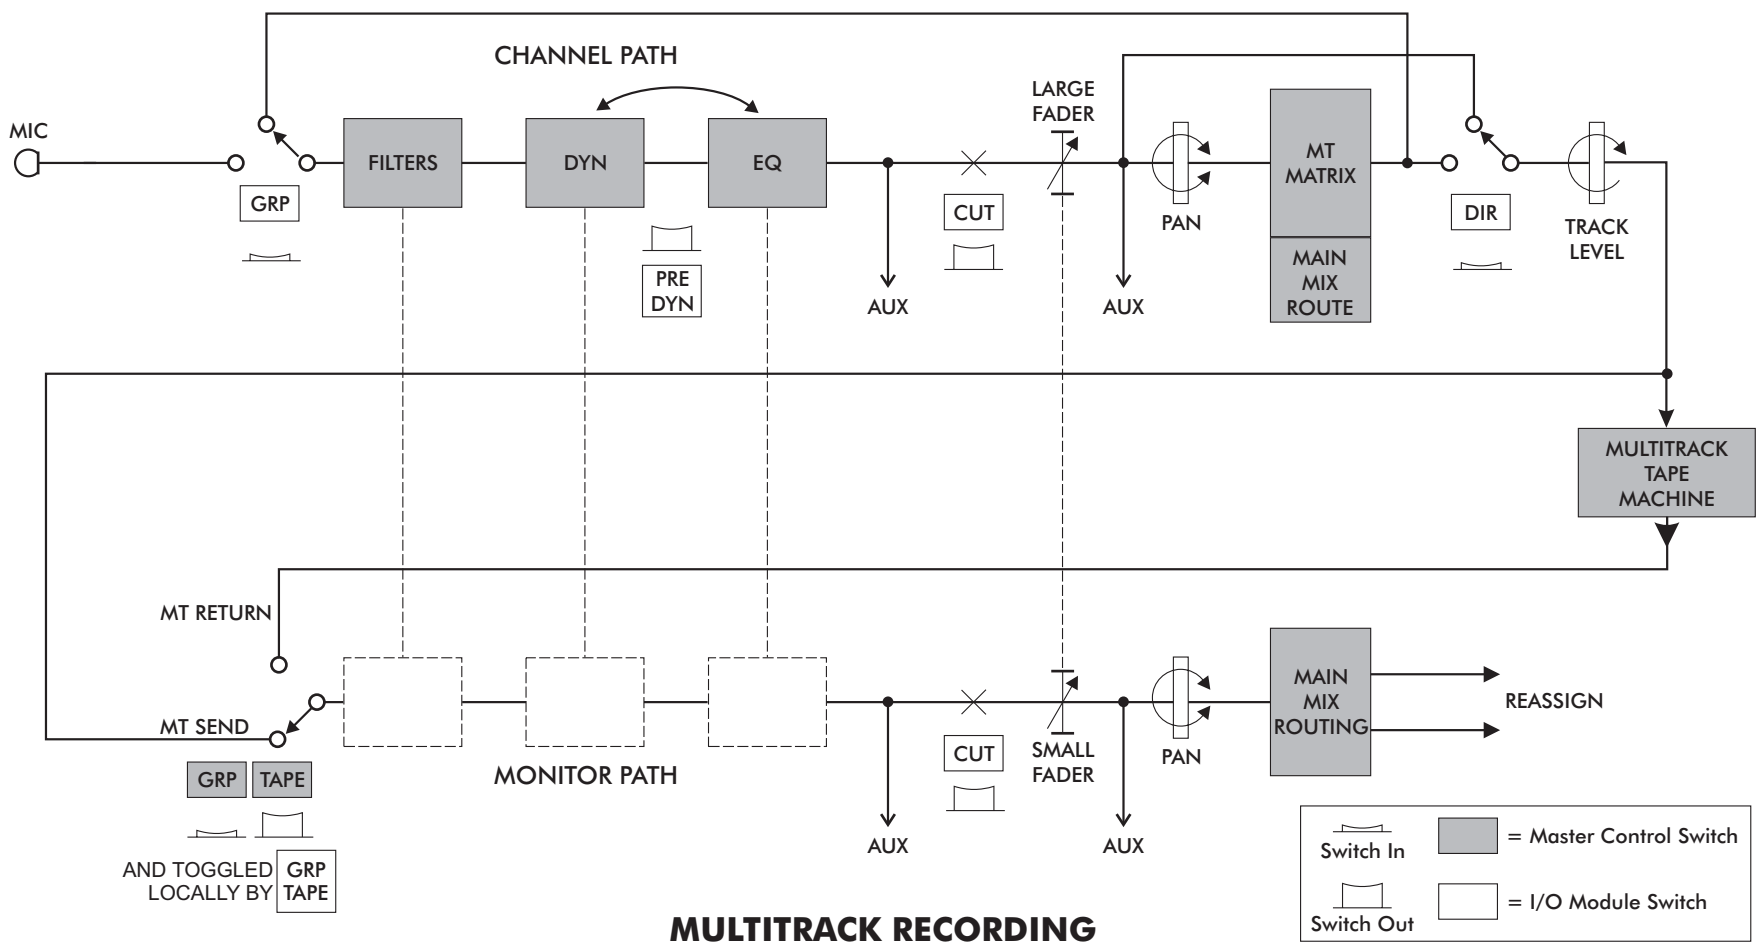 CHANNEL PATH
LARGE
FADER
MIC
FILTERS
DYN
EQ
MT
MATRIX
GRP
CUT
PAN
DIR
TRACK
LEVEL
PRE
DYN
AUX
AUX
MAIN
MIX
ROUTE
MULTITRACK
TAPE
MACHINE
MT RETURN
MT SEND
GRP
TAPE
MONITOR PATH
AND TOGGLED
LOCALLY BY
GRP
TAPE
AUX
CUT
SMALL
FADER
AUX
PAN
MAIN
MIX
ROUTING
REASSIGN
Switch In
= Master Control Switch
Switch Out
= I/O Module Switch
MULTITRACK RECORDING